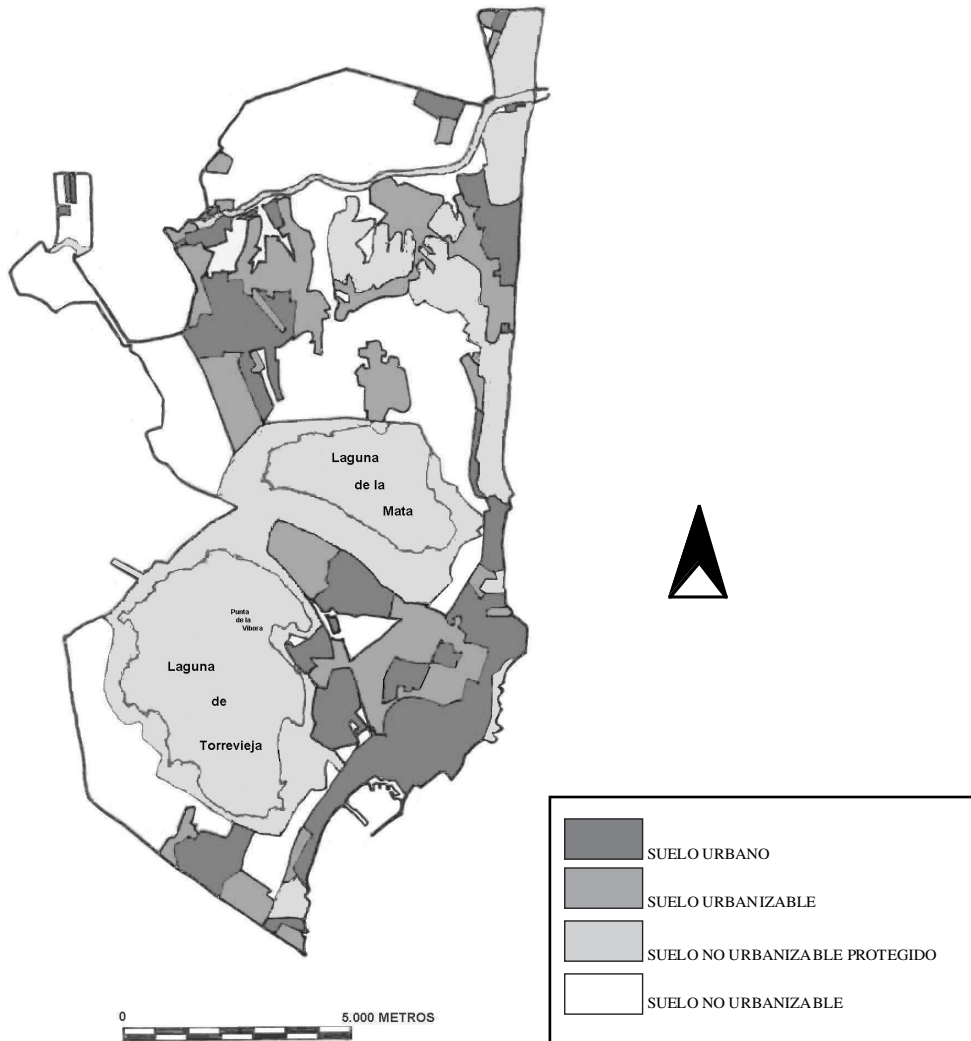 Laguna
de la
Mata
Punta
de la
Víbora
Laguna
de
Torrevieja
SUELO URBANO
SUELO URBANIZABLE
SUELO NO URBANIZABLE PROTEGIDO
SUELO NO URBANIZABLE
0 5.000 METROS